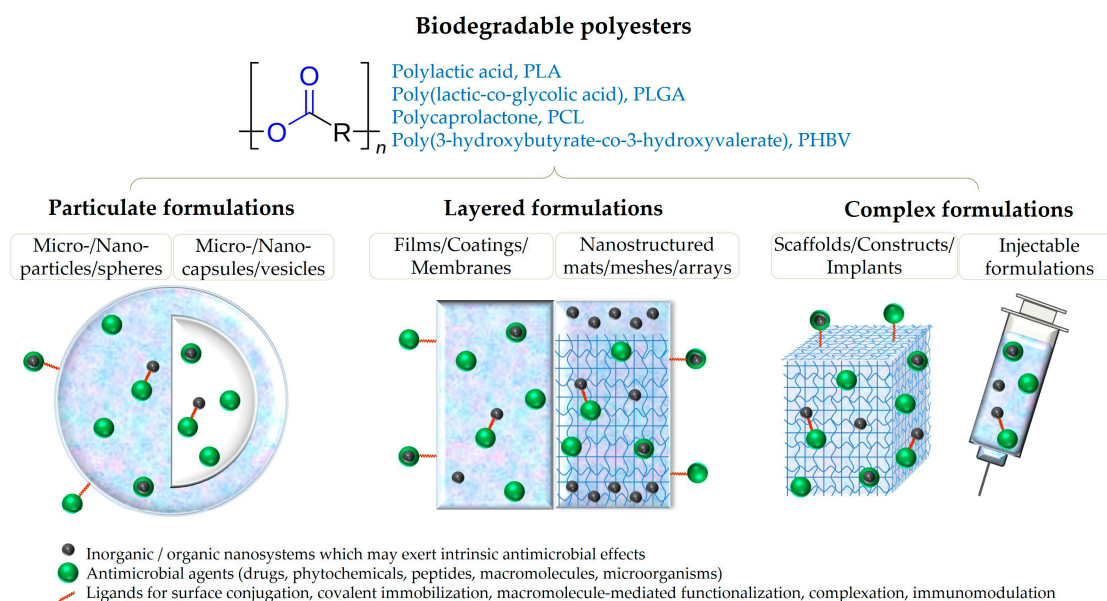 Biodegradable polyesters
O
O
R
n
Polylactic acid, PLA
Poly(lactic-co-glycolic acid), PLGA
Polycaprolactone, PCL
Poly(3-hydroxybutyrate-co-3-hydroxyvalerate), PHBV
Particulate formulations
Micro-/Nano-
particles/spheres
Micro-/Nano-
capsules/vesicles
Layered formulations
Films/Coatings/
Membranes
Nanostructured
mats/meshes/arrays
Complex formulations
Scaffolds/Constructs/
Implants
Injectable
formulations
Inorganic / organic nanosystems which may exert intrinsic antimicrobial effects
Antimicrobial agents (drugs, phytochemicals, peptides, macromolecules, microorganisms)
Ligands for surface conjugation, covalent immobilization, macromolecule-mediated functionalization, complexation, immunomodulation